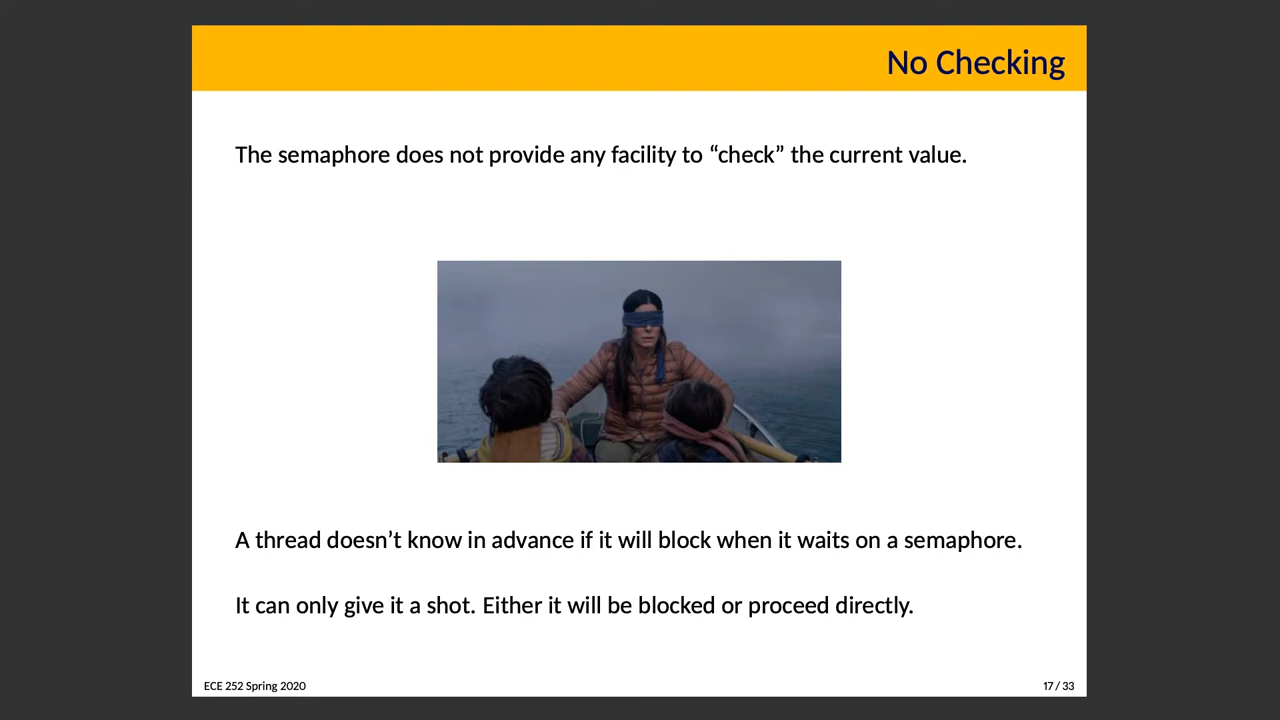 No Checking
The semaphore does not provide any facility to “check” the current value.
A thread doesn’t know in advance if it will block when it waits on a semaphore.
It can only give it a shot. Either it will be blocked or proceed directly.
ECE 252 Spring 2020
17 / 33